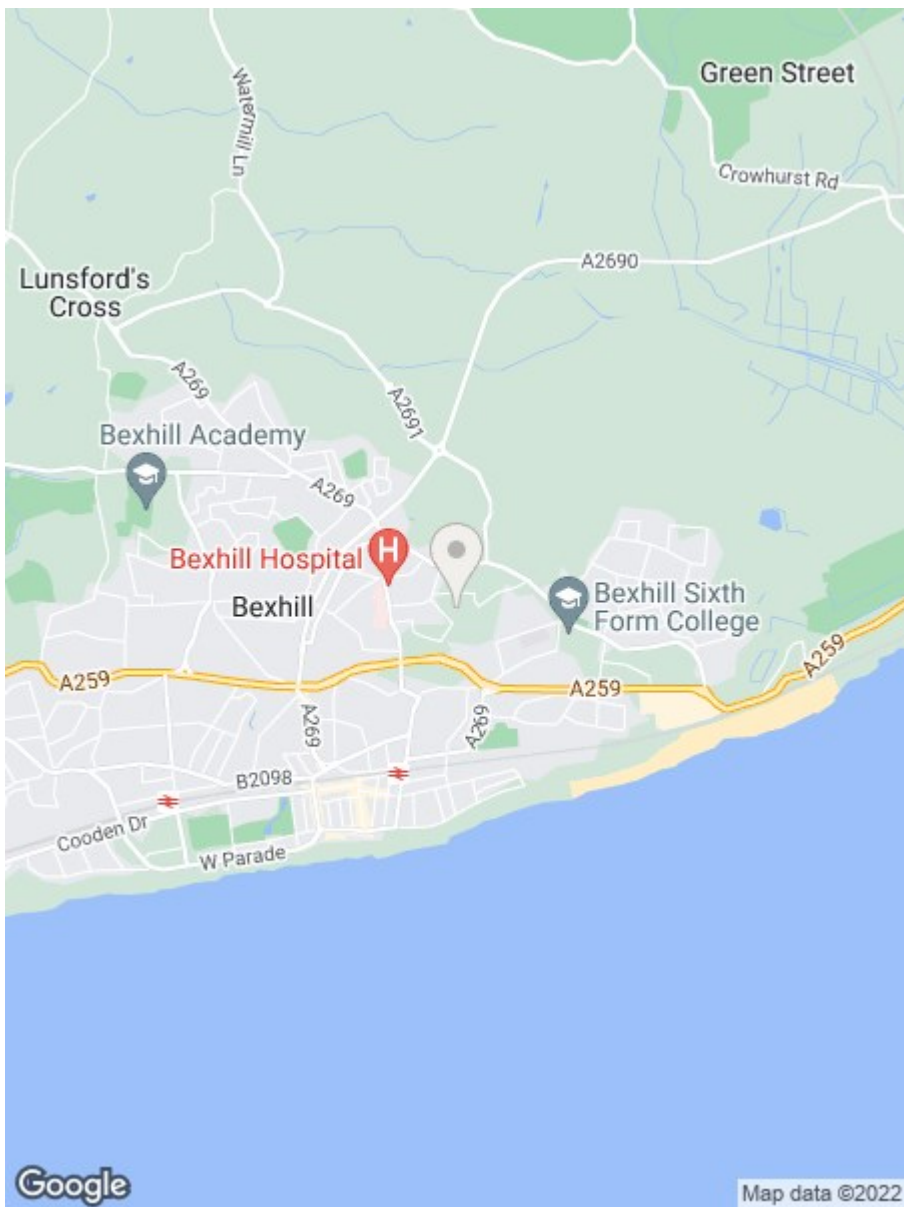 Green Street
Watermill Ln
Crowhurst Rd
A2690
Lunsford's
Cross
A269
A2691
Bexhill Academy
A269
Bexhill Hospital
H
Bexhill
Bexhill Sixth
Form College
A259
A259
A259
A269
A269
B2098
Cooden Dr
W Parade
Google
Map data ©2022